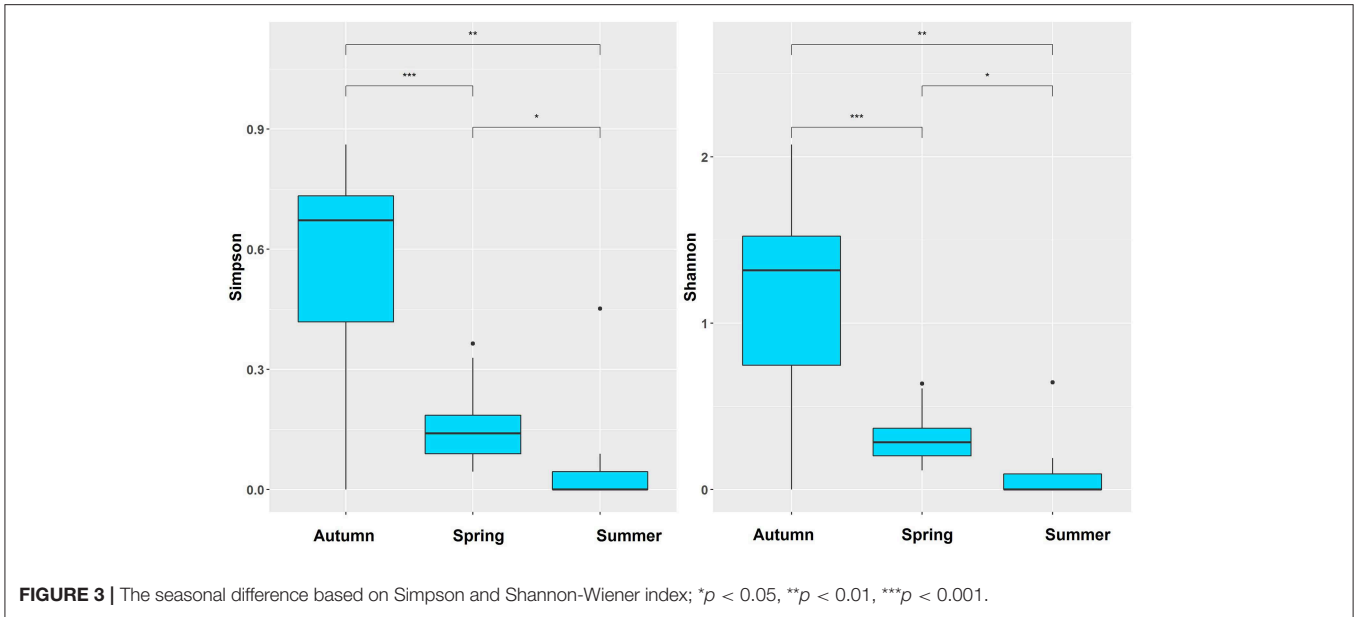 **
***
*
0.9
0.6
0.3
0.0
Simpson
Autumn Spring Summer
**
*
***
2
1
0
Shannon
Autumn Spring Summer
FIGURE 3 | The seasonal difference based on Simpson and Shannon-Wiener index; *p < 0.05, **p < 0.01, ***p < 0.001.